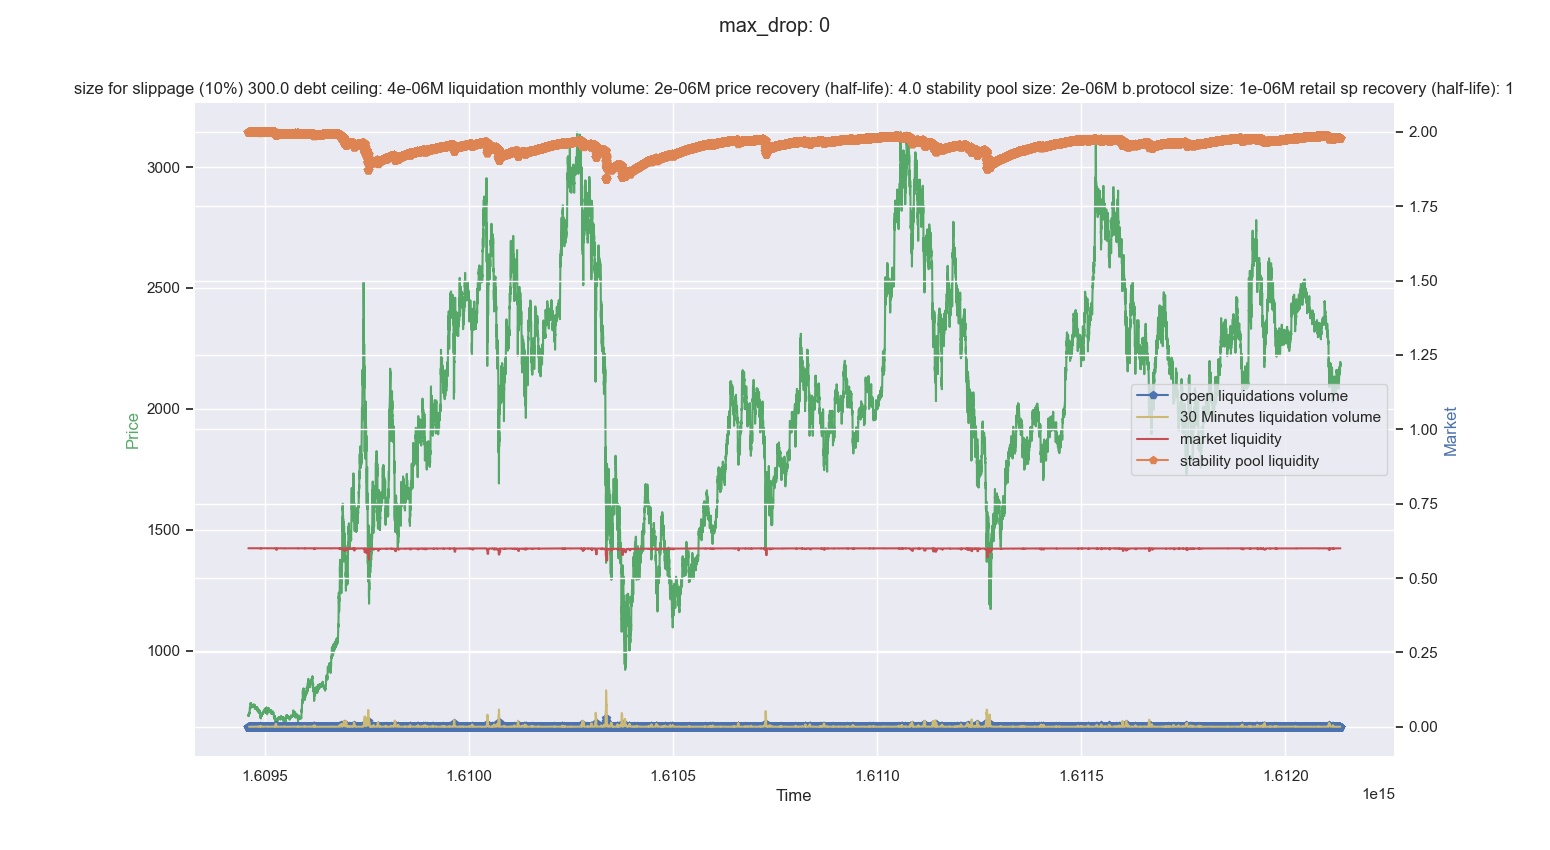 max_drop: 0
size for slippage (10%) 300.0 debt ceiling: 4e-06M liquidation monthly volume: 2e-06M price recovery (half-life): 4.0 stability pool size: 2e-06M b.protocol size: 1e-06M retail sp recovery (half-life): 1
3000
2500
2000
1500
1000
Price
2.00
1.75
1.50
1.25
1.00
0.75
0.50
0.25
0.00
Market
open liquidations volume
30 Minutes liquidation volume
market liquidity
stability pool liquidity
1.6095 1.6100 1.6105 1.6110 1.6115 1.6120
Time
1e15